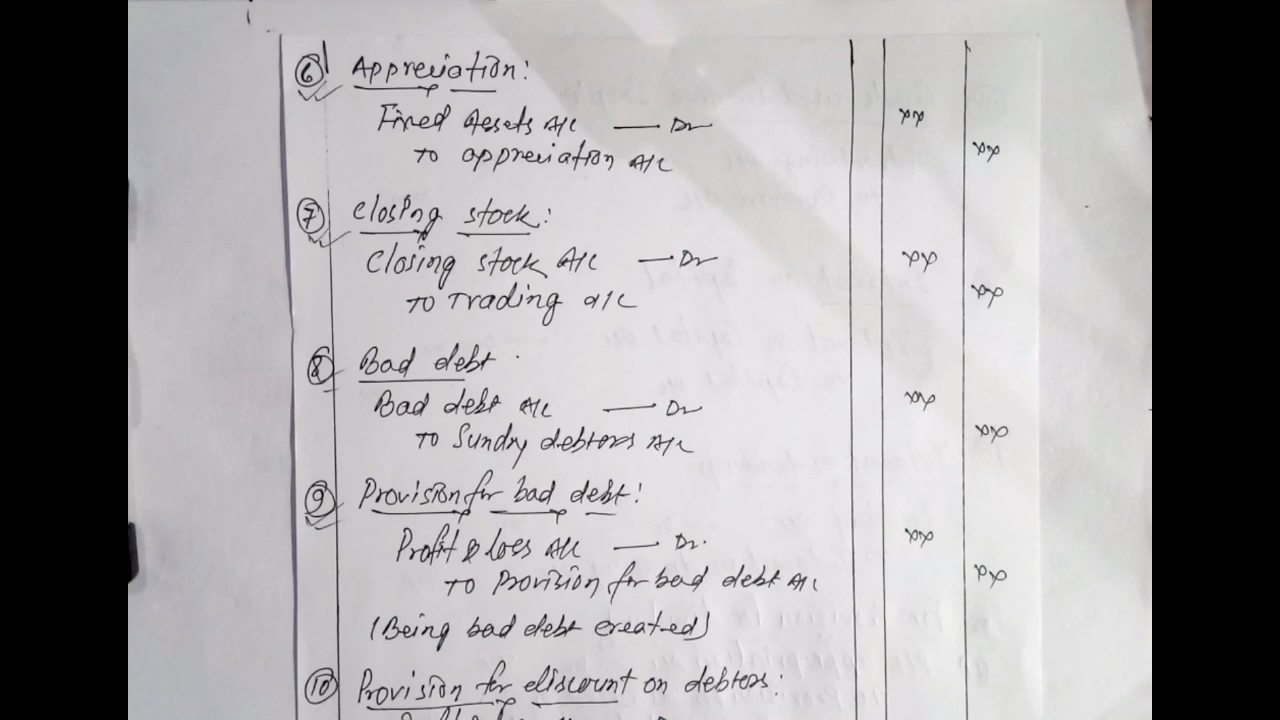 6 Appreciation:
Fixed Assets A/c — Dr xx
To appreciation A/c xx
7 Closing stock:
Closing stock A/c — Dr xx
To Trading a/c xx
8 Bad debt
Bad debt A/c — Dr xx
To Sundry debtors A/c xx
9 Provision for bad debt:
Profit & loss A/c — Dr. xx
To Provision for bad debt A/c xx
(Being bad debt created)
10 Provision for discount on debtors: